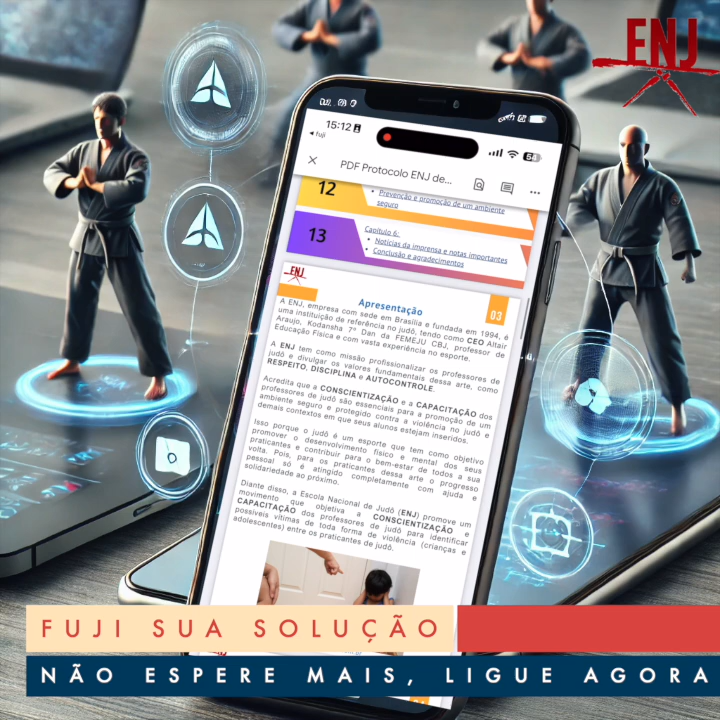 ENJ
15:12
54
fuji
PDF Protocolo ENJ de...
12
Prevenção e promoção de um ambiente
seguro
13
Capítulo 6:
Notícias da imprensa e notas importantes
Conclusão e agradecimentos
ENJ
Apresentação
03
A ENJ, empresa com sede em Brasília e fundada em 1994, é
uma instituição de referência no judô, tendo como CEO Altair
Araujo, Kodansha 7º Dan da FEMEJU CBJ, professor de
Educação Física e com vasta experiência no esporte.
A ENJ tem como missão profissionalizar os professores de
judô e divulgar os valores fundamentais dessa arte, como
RESPEITO, DISCIPLINA e AUTOCONTROLE.
Acredita que a CONSCIENTIZAÇÃO e a CAPACITAÇÃO dos
professores de judô são essenciais para a promoção de um
ambiente seguro e protegido contra a violência no judô e
demais contextos em que seus alunos estejam inseridos.
Isso porque o judô é um esporte que tem como objetivo
promover o desenvolvimento físico e mental dos seus
praticantes e contribuir para o bem-estar de todos a sua
volta. Pois, para os praticantes dessa arte o progresso
pessoal só é atingido completamente com ajuda e
solidariedade ao próximo.
Diante disso, a Escola Nacional de Judô (ENJ) promove um
movimento que objetiva a CONSCIENTIZAÇÃO e
CAPACITAÇÃO dos professores de judô para identificar
possíveis vítimas de toda forma de violência (crianças e
adolescentes) entre os praticantes de judô.
FUJI SUA SOLUÇÃO
NÃO ESPERE MAIS, LIGUE AGORA